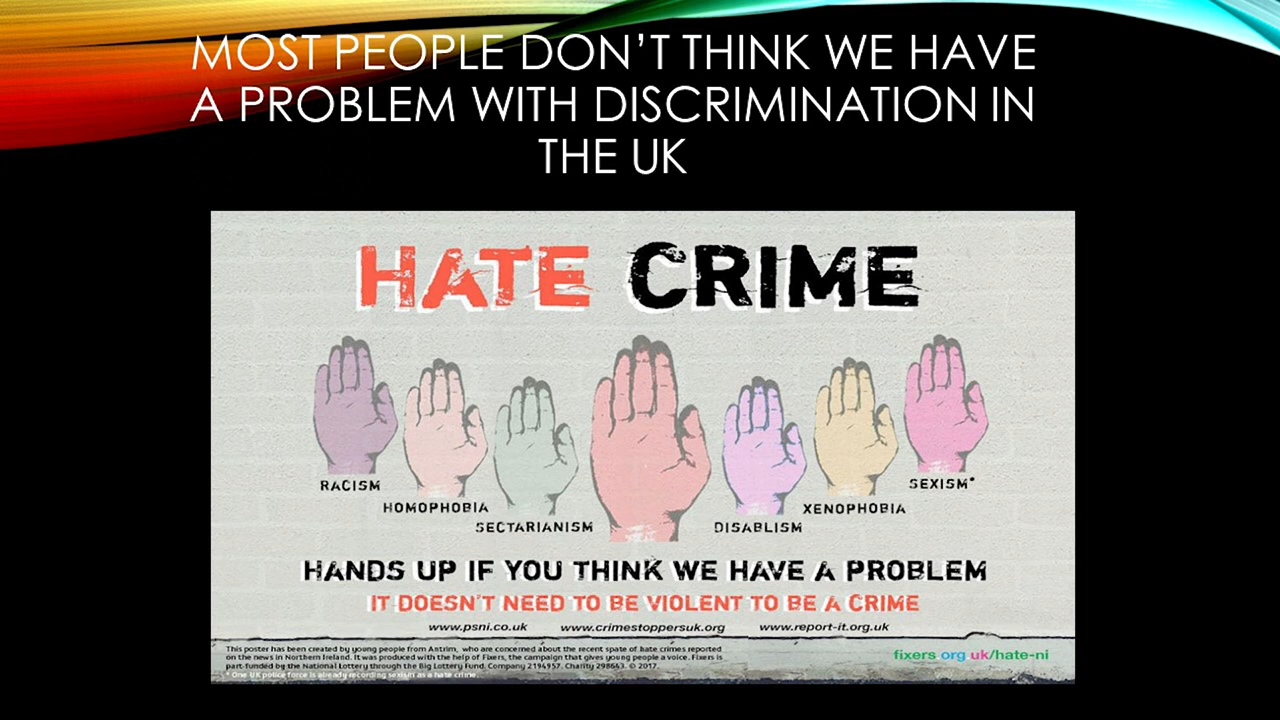 MOST PEOPLE DON'T THINK WE HAVE
A PROBLEM WITH DISCRIMINATION IN
THE UK
HATE CRIME
RACISM
HOMOPHOBIA
SECTARIANISM
DISABLISM
XENOPHOBIA
SEXISM*
HANDS UP IF YOU THINK WE HAVE A PROBLEM
IT DOESN'T NEED TO BE VIOLENT TO BE A CRIME
www.psni.co.uk www.crimestoppersuk.org www.report-it.org.uk
This poster has been created by young people from Antrim, who are concerned about the recent spate of hate crimes reported
on the news in Northern Ireland. It was produced with the help of Fixers, the campaign that gives young people a voice. Fixers is
part-funded by the National Lottery through the Big Lottery Fund. Company 2194957. Charity 298643. © 2017.
* One UK police force is already recording sexism as a hate crime.
fixers org uk/hate-ni